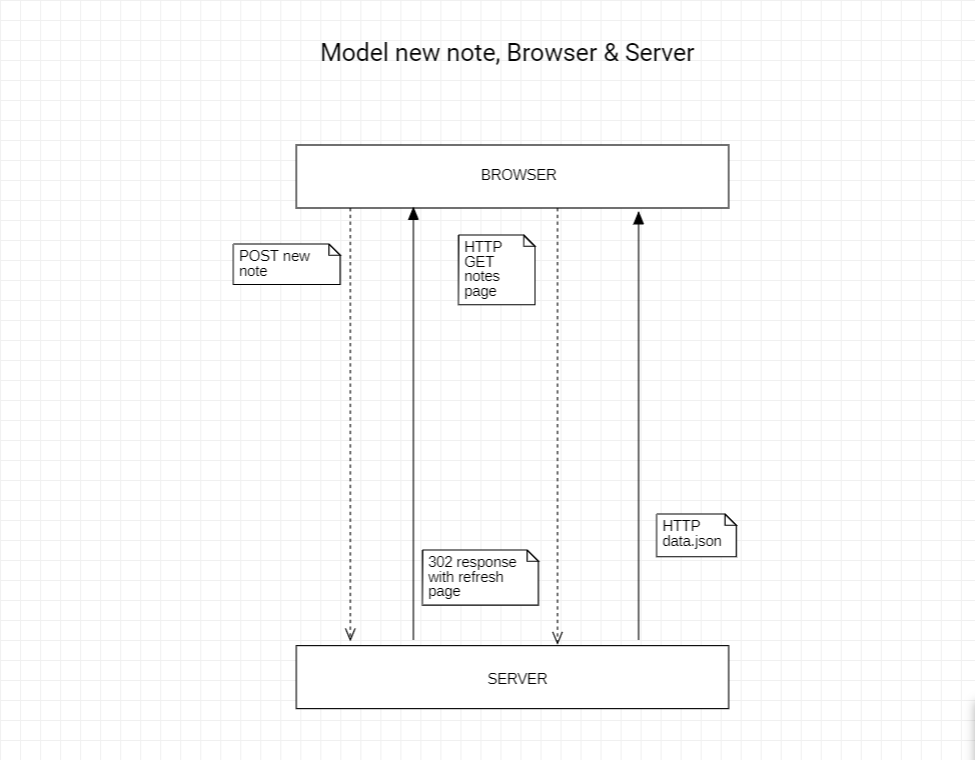 Model new note, Browser & Server
BROWSER
POST new
note
HTTP
GET
notes
page
HTTP
data.json
302 response
with refresh
page
SERVER